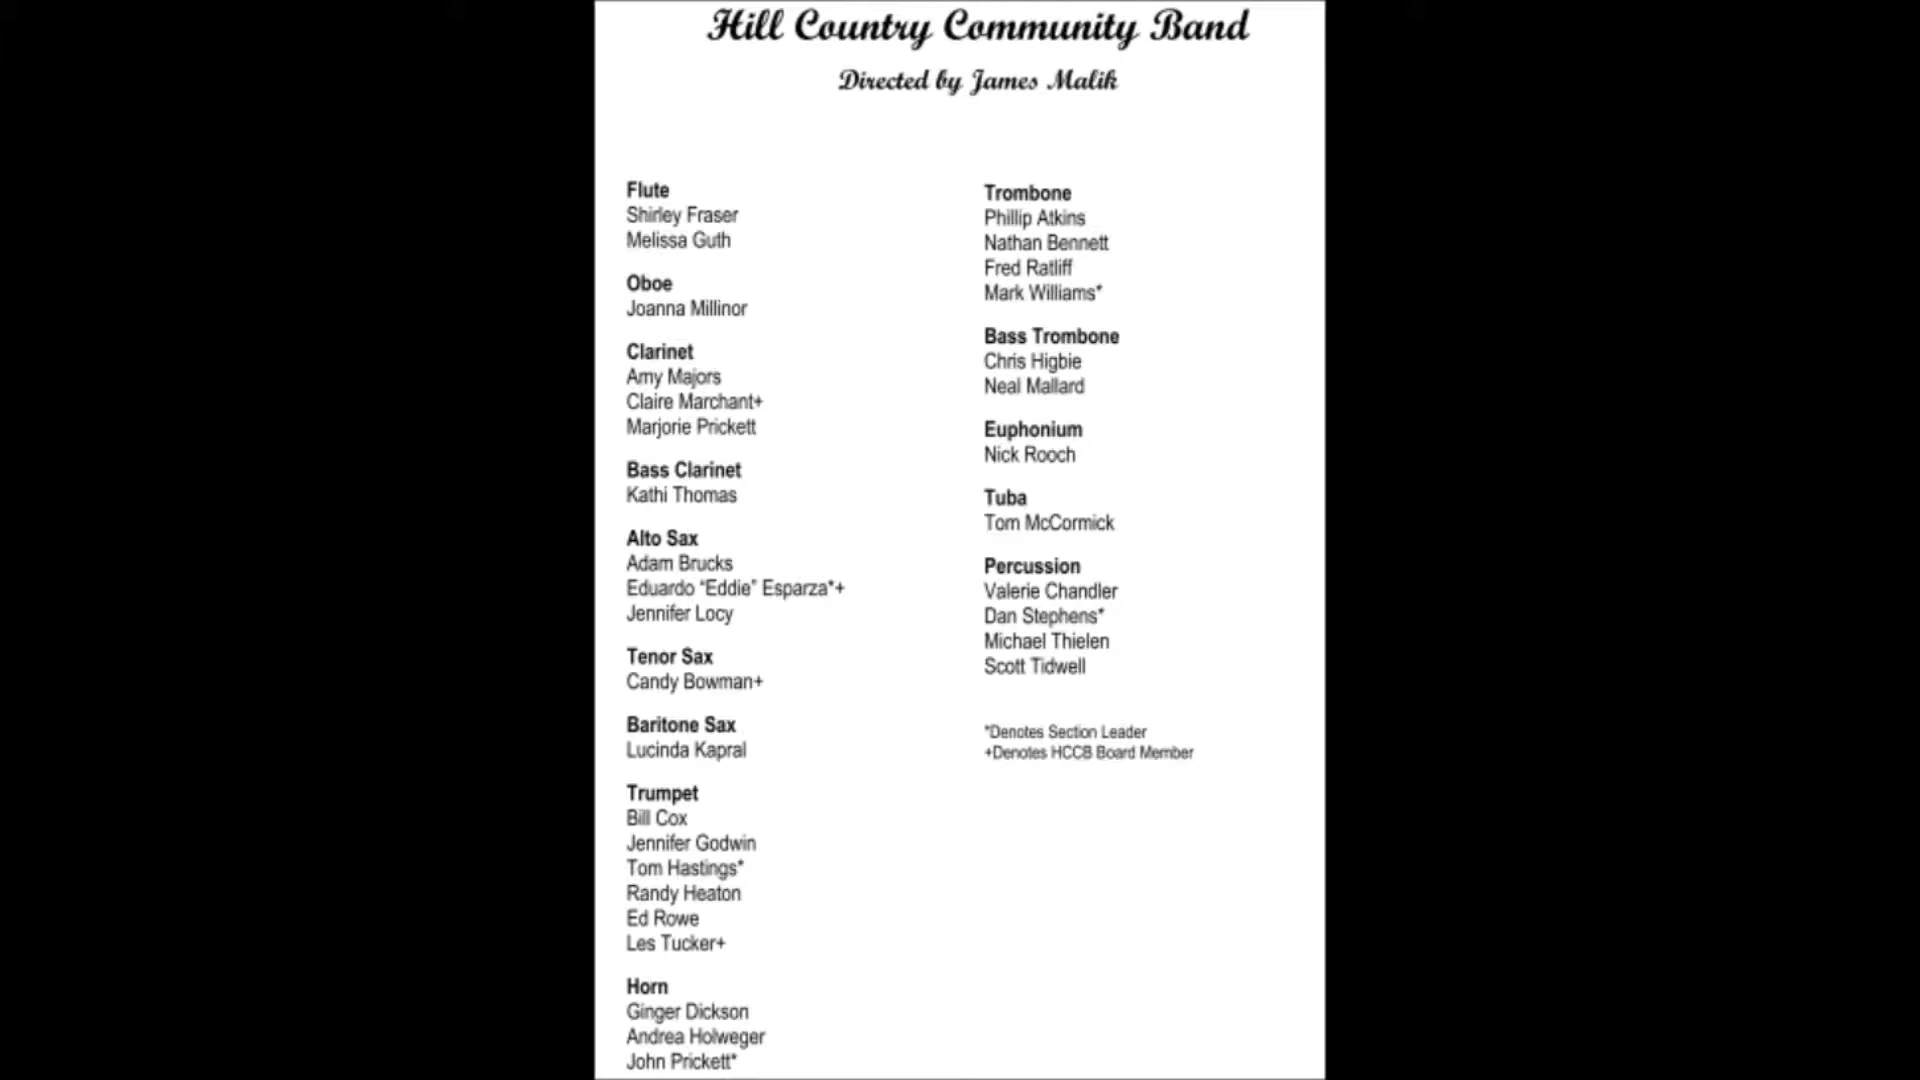 Hill Country Community Band
Directed by James Malik
Flute
Shirley Fraser
Melissa Guth
Oboe
Joanna Millinor
Clarinet
Amy Majors
Claire Marchant+
Marjorie Prickett
Bass Clarinet
Kathi Thomas
Alto Sax
Adam Brucks
Eduardo “Eddie” Esparza*+
Jennifer Locy
Tenor Sax
Candy Bowman+
Baritone Sax
Lucinda Kapral
Trumpet
Bill Cox
Jennifer Godwin
Tom Hastings*
Randy Heaton
Ed Rowe
Les Tucker+
Horn
Ginger Dickson
Andrea Holweger
John Prickett*
Trombone
Phillip Atkins
Nathan Bennett
Fred Ratliff
Mark Williams*
Bass Trombone
Chris Higbie
Neal Mallard
Euphonium
Nick Rooch
Tuba
Tom McCormick
Percussion
Valerie Chandler
Dan Stephens*
Michael Thielen
Scott Tidwell
*Denotes Section Leader
+Denotes HCCB Board Member